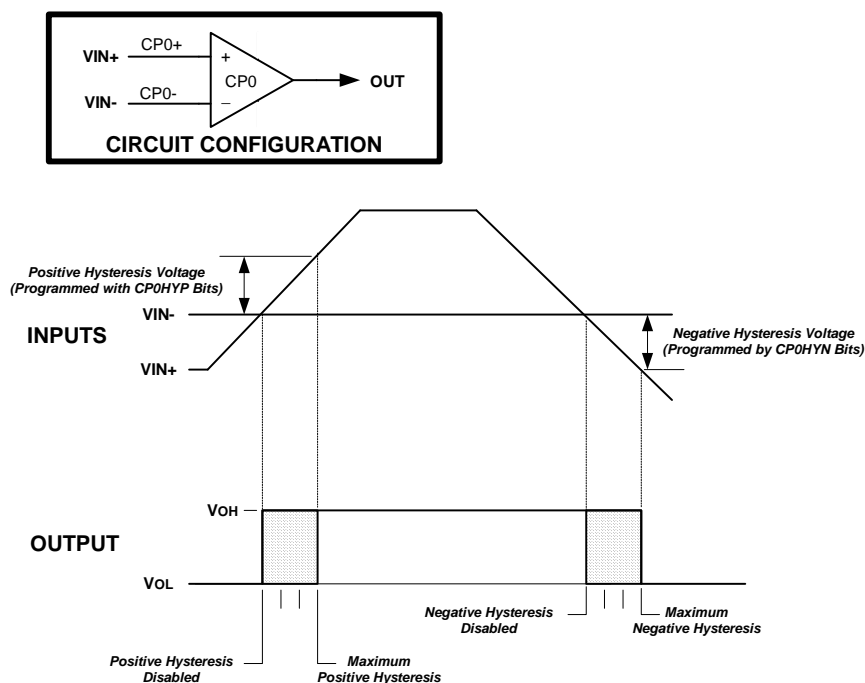 VIN+
CP0+
+
CP0
OUT
VIN-
CP0-
–
CIRCUIT CONFIGURATION
Positive Hysteresis Voltage
(Programmed with CP0HYP Bits)
VIN-
INPUTS
Negative Hysteresis Voltage
(Programmed by CP0HYN Bits)
VIN+
VOH
OUTPUT
VOL
Negative Hysteresis
Disabled
Maximum
Negative Hysteresis
Positive Hysteresis
Disabled
Maximum
Positive Hysteresis